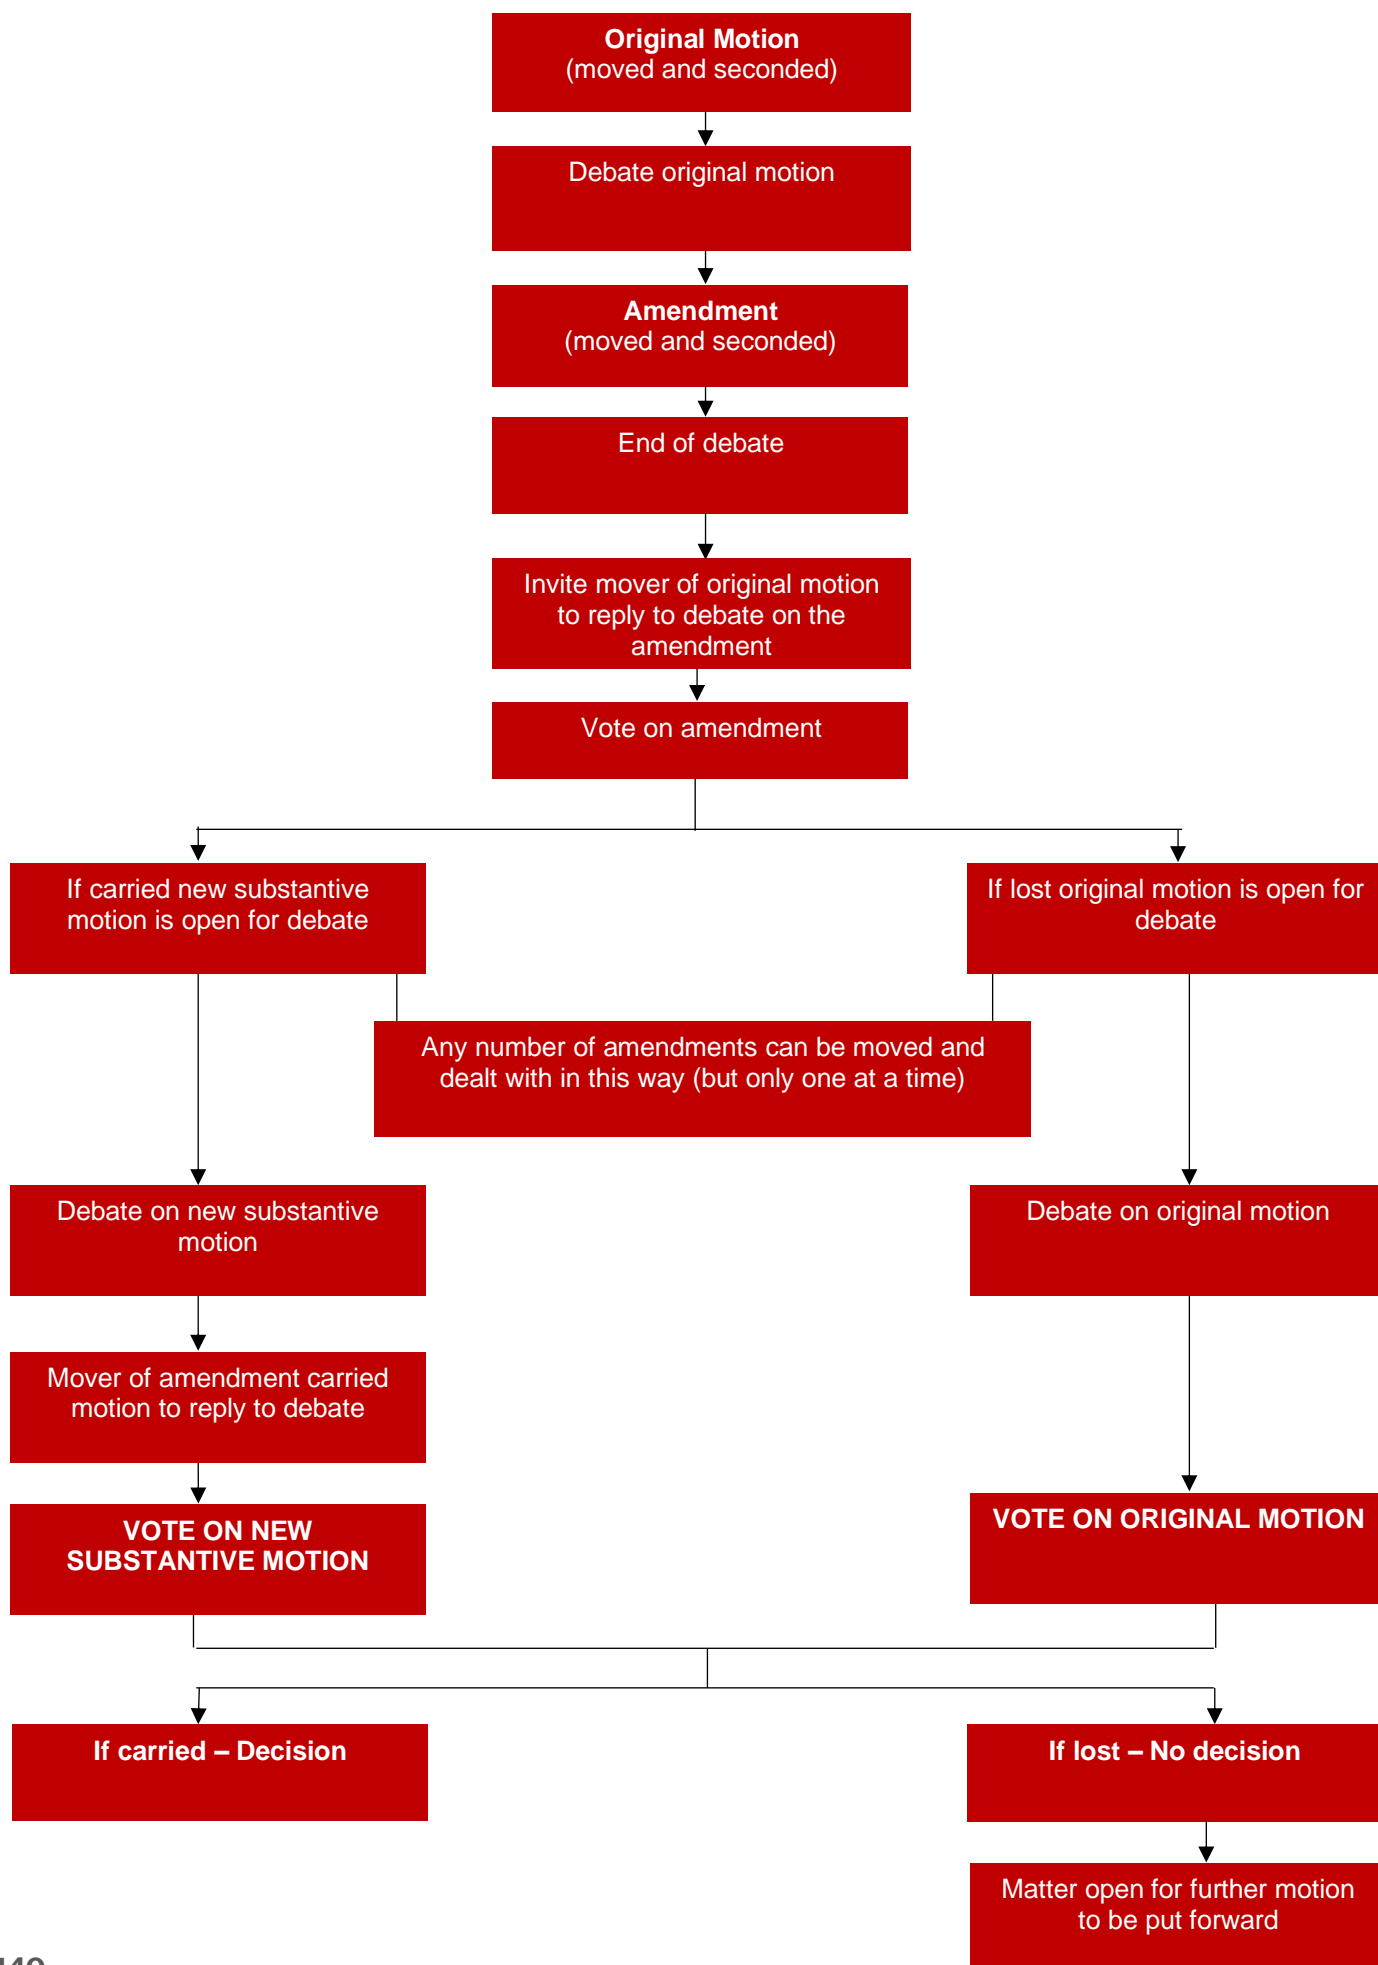 Original Motion
(moved and seconded)
Debate original motion
Amendment
(moved and seconded)
End of debate
Invite mover of original motion
to reply to debate on the
amendment
Vote on amendment
If carried new substantive
motion is open for debate
If lost original motion is open for
debate
Any number of amendments can be moved and
dealt with in this way (but only one at a time)
Debate on new substantive
motion
Debate on original motion
Mover of amendment carried
motion to reply to debate
VOTE ON NEW
SUBSTANTIVE MOTION
VOTE ON ORIGINAL MOTION
If carried – Decision
If lost – No decision
Matter open for further motion
to be put forward